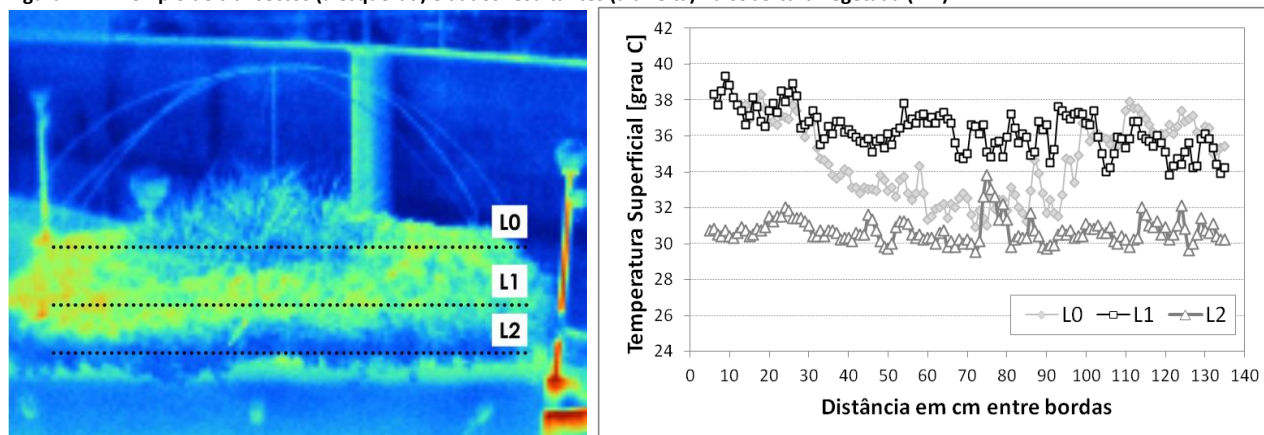 L0
L1
L2
Temperatura Superficial [grau C]
42
40
38
36
34
32
30
28
26
24
0 10 20 30 40 50 60 70 80 90 100 110 120 130 140
L0 L1 L2
Distância em cm entre bordas